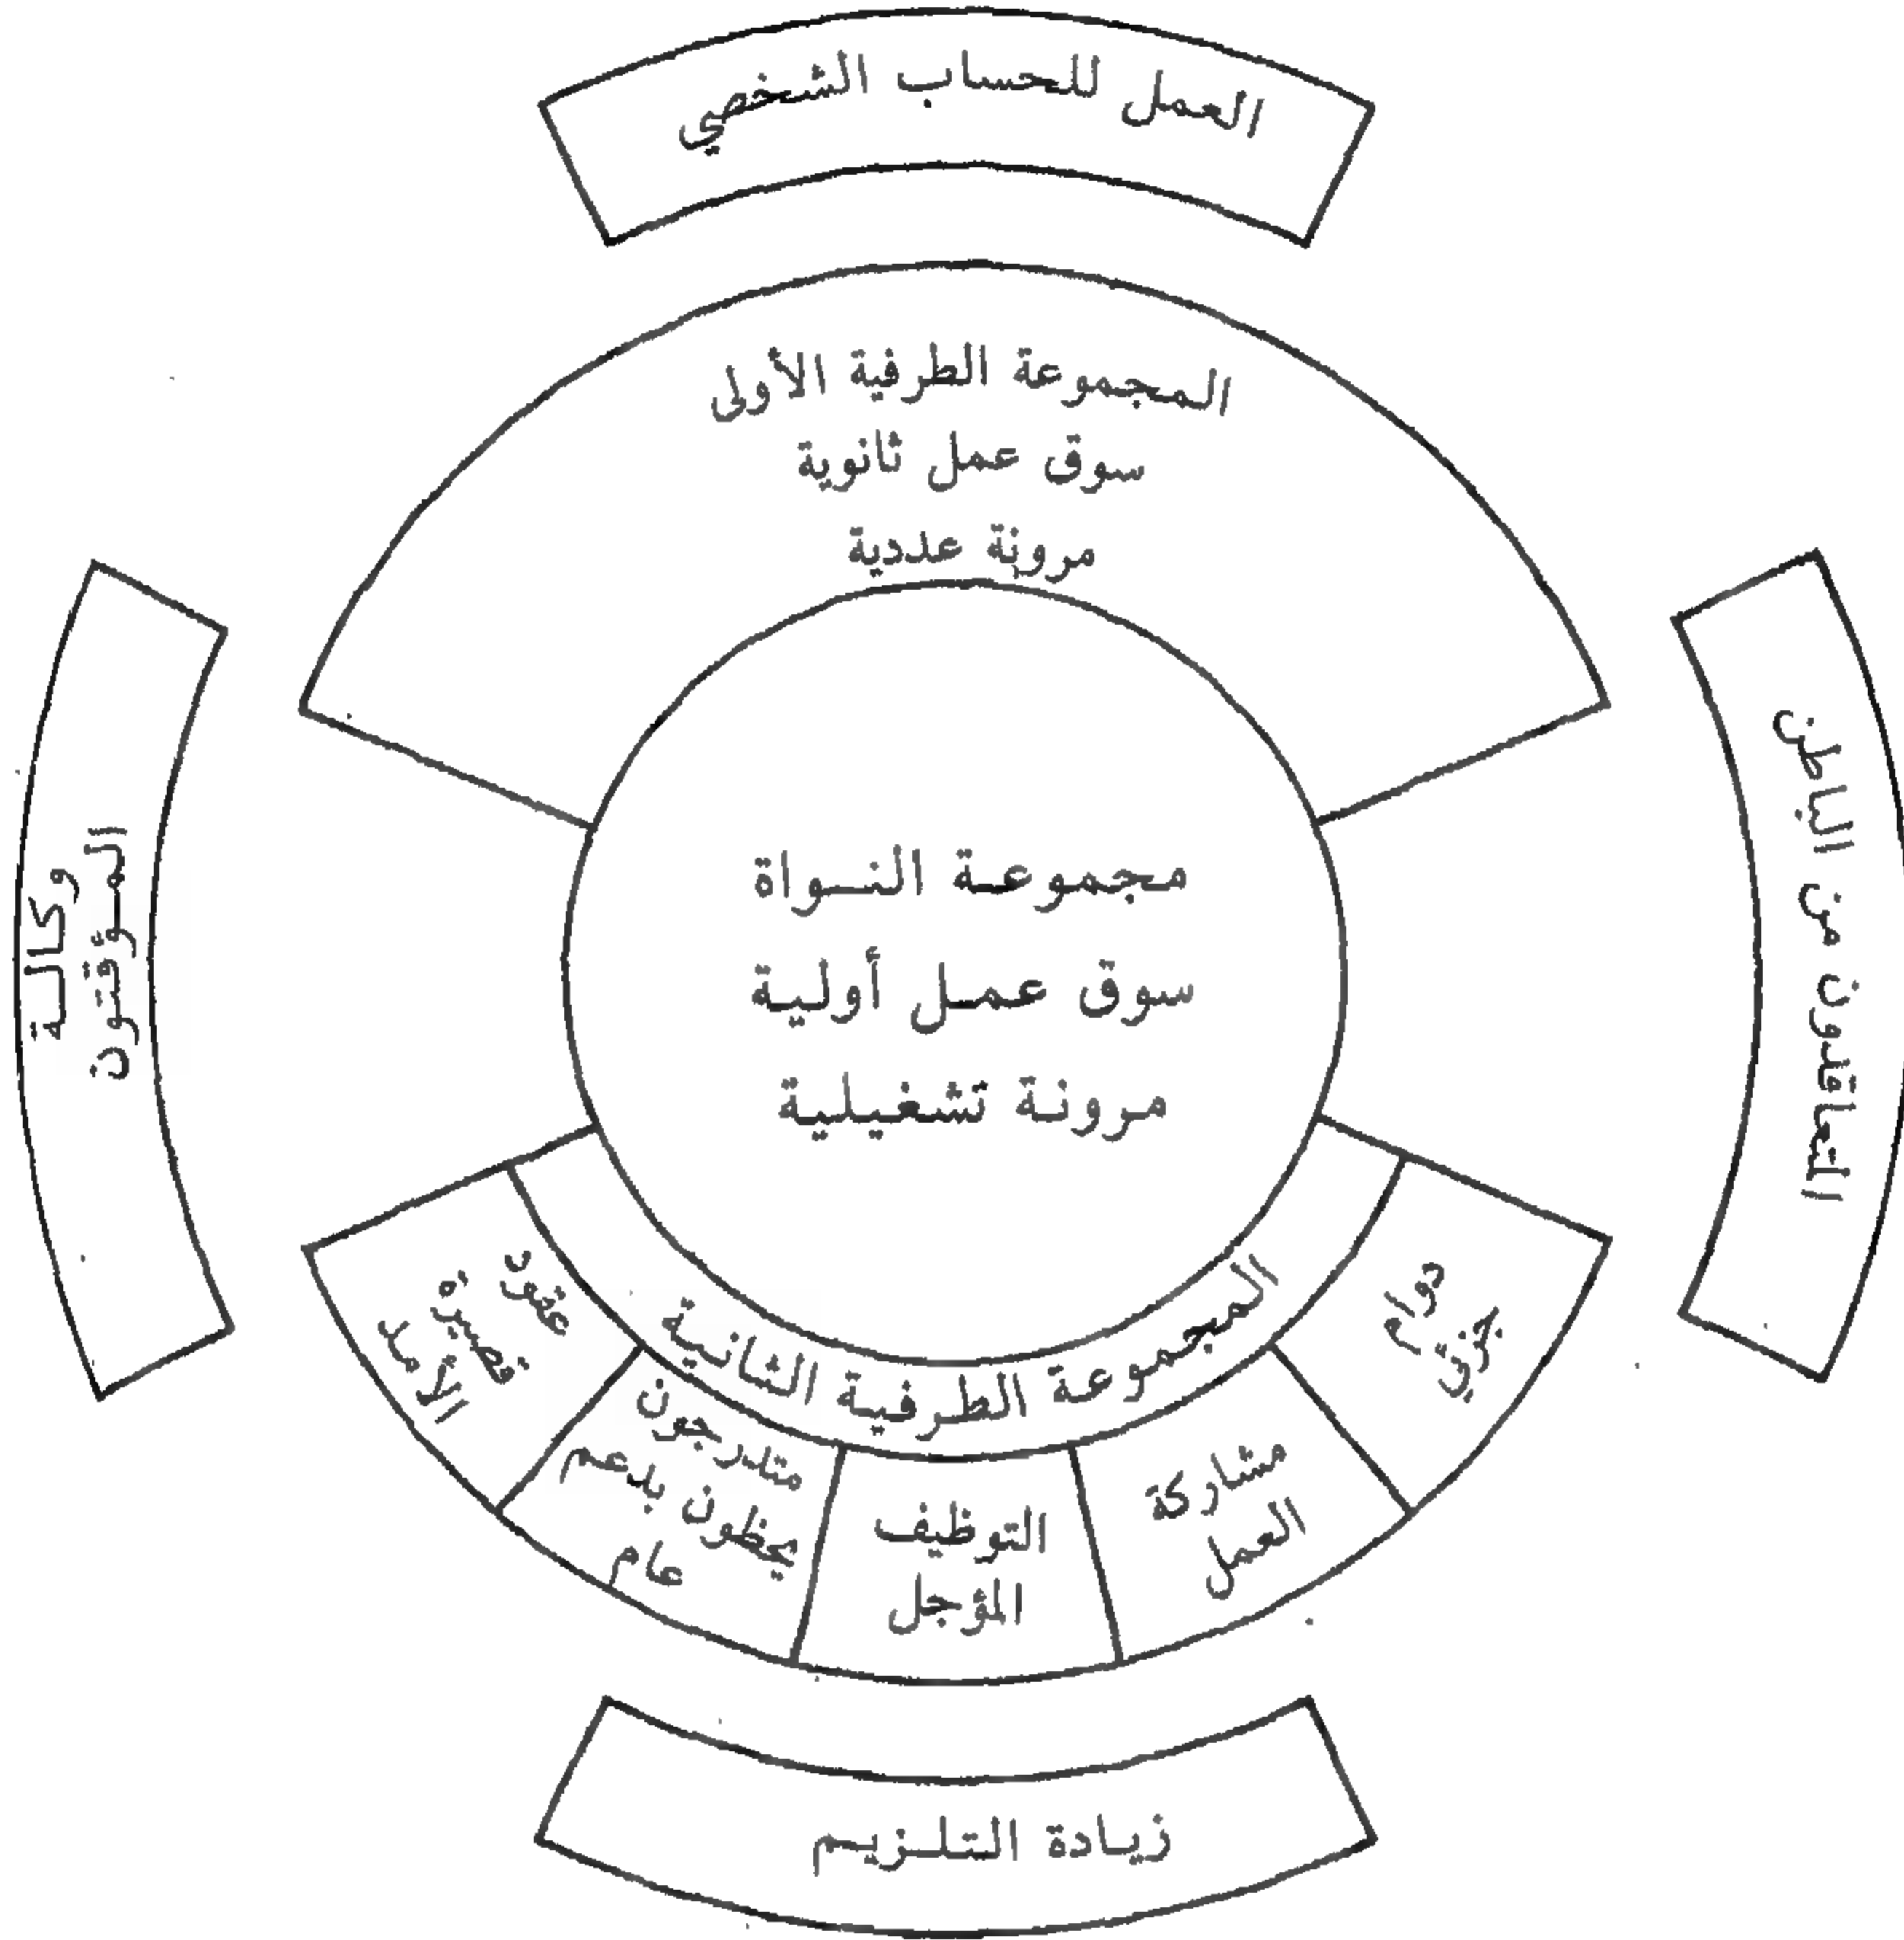 العمل للحساب الشخصي
المجموعة الطرفية الأولى
سوق عمل ثانوية
مرونة عددية
المتعاقدون من الباطن
مجموعة النواة
سوق عمل أولية
مرونة تشغيلية
وكالة
المؤقتون
المجموعة الطرفية الثانية
دوام
جزئي
مشاركة
العمل
التوظيف
المؤجل
متدرجون
يحظون بدعم
عام
عقود
قصيرة
الأمد
زيادة التلزيم